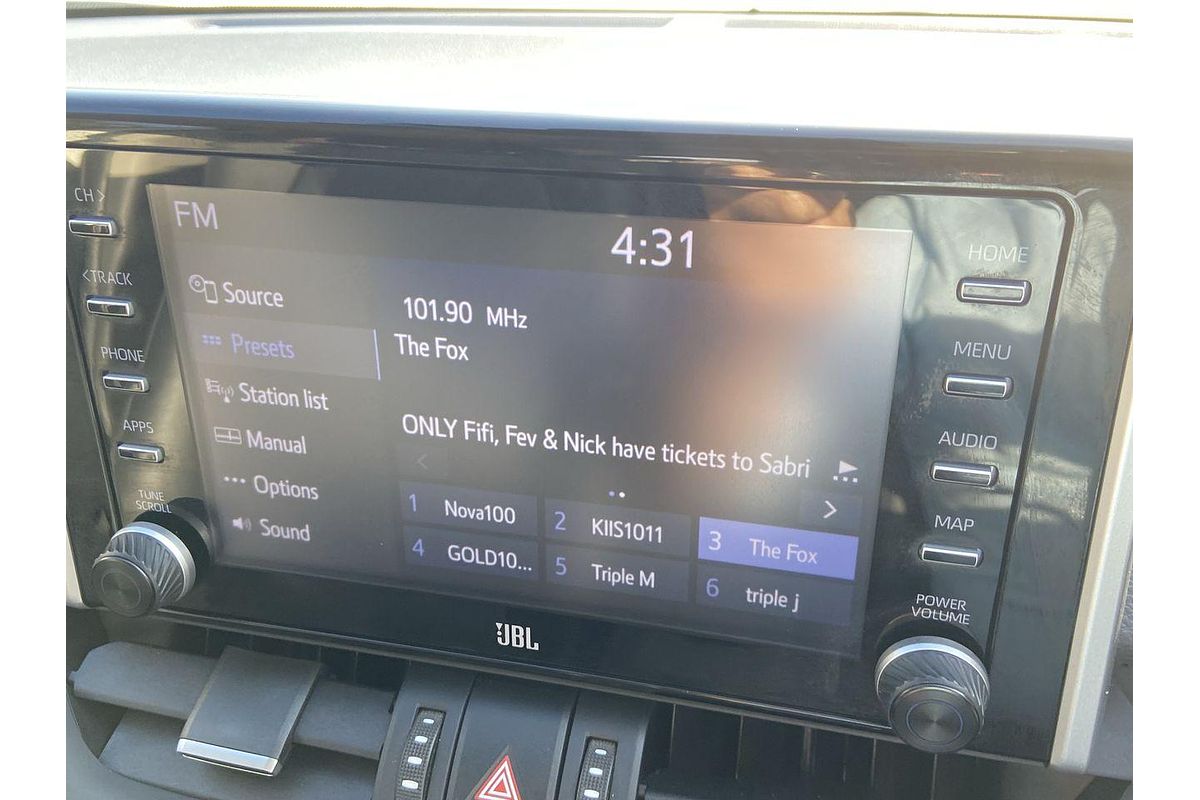 CH >
<TRACK
PHONE
APPS
TUNE
SCROLL
FM
4:31
Source
Presets
Station list
Manual
Options
Sound
101.90 MHz
The Fox
ONLY Fifi, Fev & Nick have tickets to Sabri
1 Nova100
2 KIIS1011
3 The Fox
4 GOLD10...
5 Triple M
6 triple j
HOME
MENU
AUDIO
MAP
POWER
VOLUME
JBL